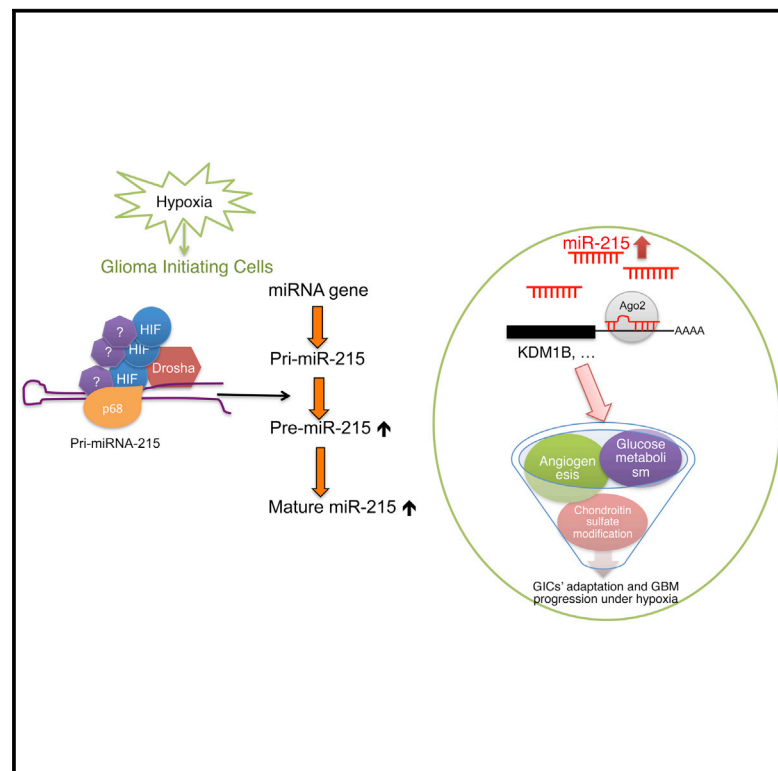 Hypoxia
Glioma Initiating Cells
?
HIF
?
HIF
?
HIF
Drosha
p68
Pri-miRNA-215
miRNA gene
Pri-miR-215
Pre-miR-215
Mature miR-215
miR-215
Ago2
AAAA
KDM1B, ...
Angiogen
esis
Glucose
metaboli
sm
Chondroitin
sulfate
modification
GICs' adaptation and GBM
progression under hypoxia